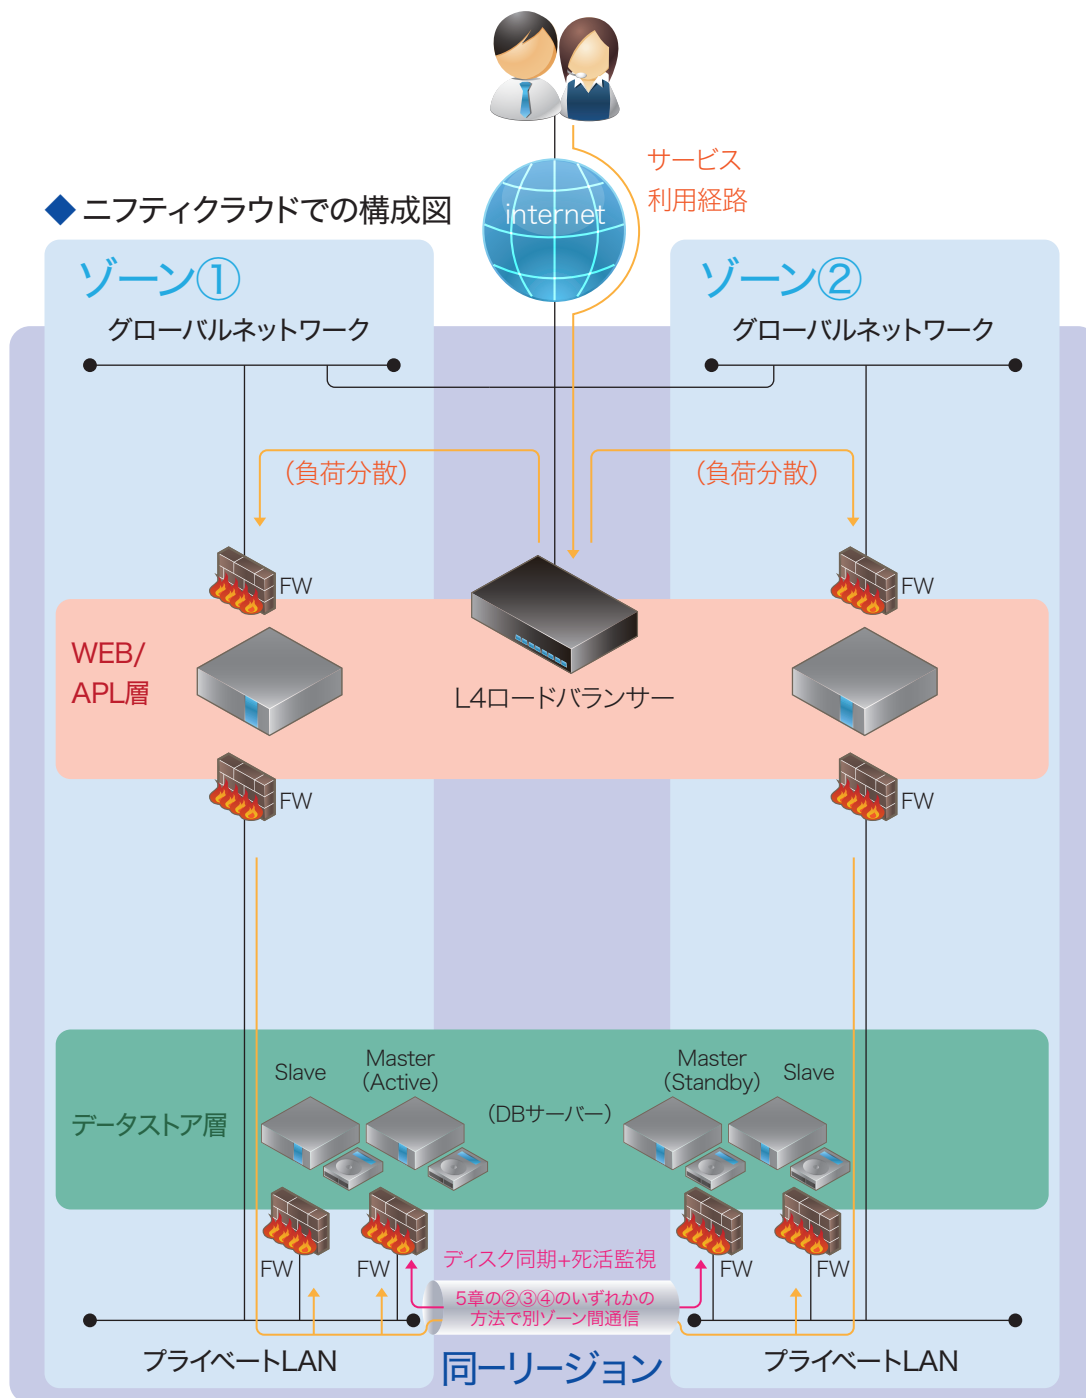 サービス
利用経路
internet
◆ ニフティクラウドでの構成図
ゾーン①
ゾーン②
グローバルネットワーク
グローバルネットワーク
（負荷分散）
（負荷分散）
FW
FW
WEB/
APL層
L4ロードバランサー
FW
FW
Slave
Master
（Active）
Master
（Standby）
Slave
（DBサーバー）
データストア層
ディスク同期+死活監視
FW
FW
FW
FW
5章の②③④のいずれかの
方法で別ゾーン間通信
プライベートLAN
同一リージョン
プライベートLAN